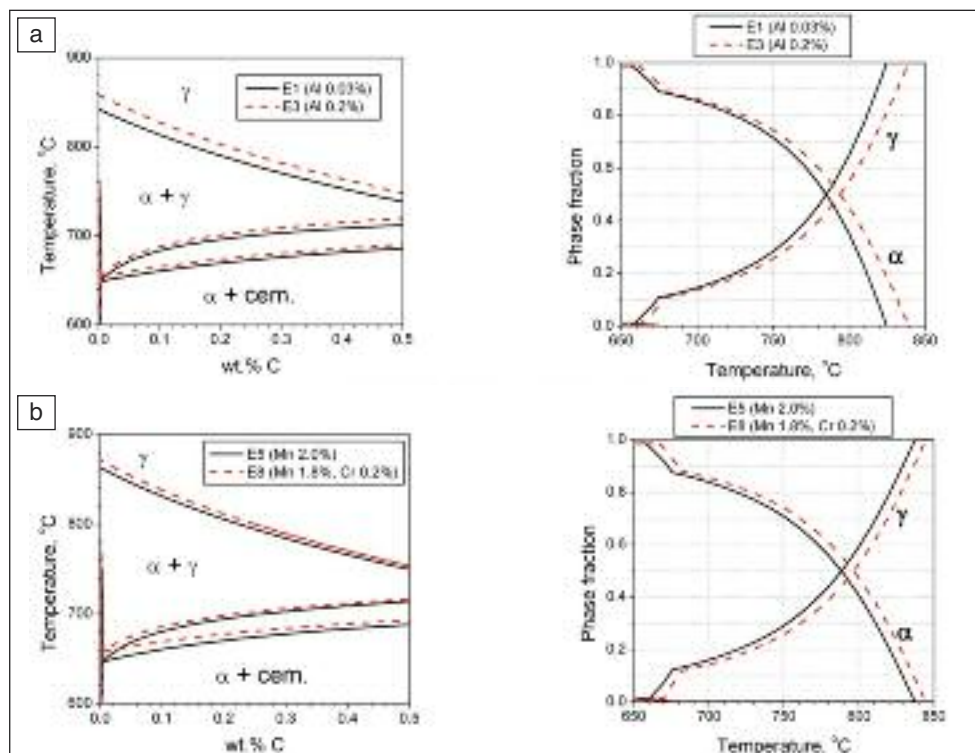 a
900
800
700
600
Temperature, °C
γ
E1 (Al 0.03%)
E3 (Al 0.2%)
α + γ
α + cem.
0.0 0.1 0.2 0.3 0.4 0.5
wt.% C
E1 (Al 0.03%)
E3 (Al 0.2%)
1.0
0.8
0.6
0.4
0.2
0.0
Phase fraction
γ
α
650 700 750 800 850
Temperature, °C
b
900
800
700
600
Temperature, °C
γ
E5 (Mn 2.0%)
E8 (Mn 1.8%, Cr 0.2%)
α + γ
α + cem.
0.0 0.1 0.2 0.3 0.4 0.5
wt.% C
E5 (Mn 2.0%)
E8 (Mn 1.8%, Cr 0.2%)
1.0
0.8
0.6
0.4
0.2
0.0
Phase fraction
γ
α
650 700 750 800 850
Temperature, °C